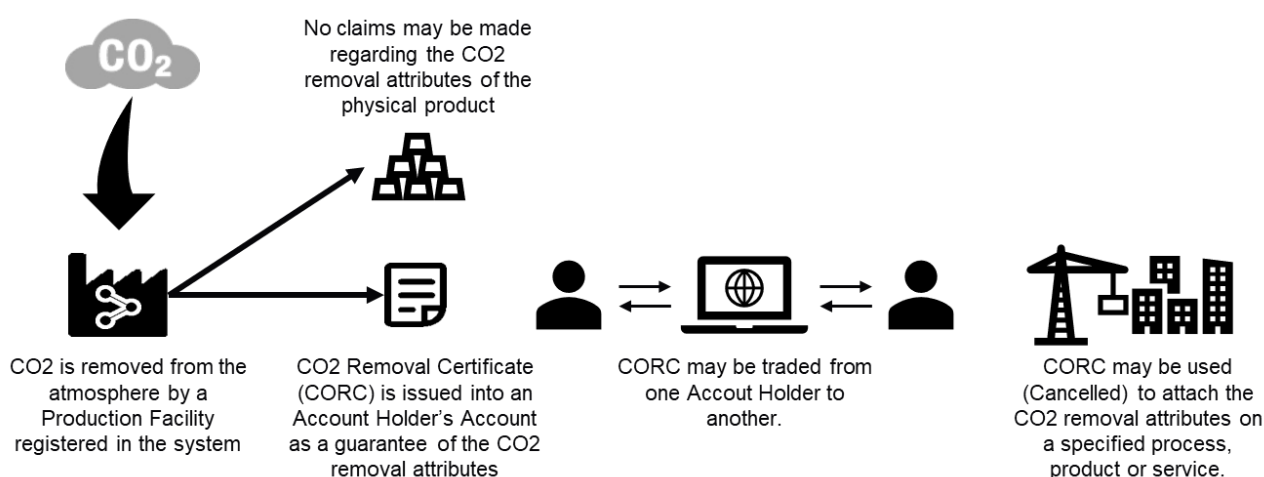 CO2
No claims may be made
regarding the CO2
removal attributes of the
physical product
CO2 is removed from the
atmosphere by a
Production Facility
registered in the system
CO2 Removal Certificate
(CORC) is issued into an
Account Holder's Account
as a guarantee of the CO2
removal attributes
CORC may be traded from
one Accout Holder to
another.
CORC may be used
(Cancelled) to attach the
CO2 removal attributes on
a specified process,
product or service.